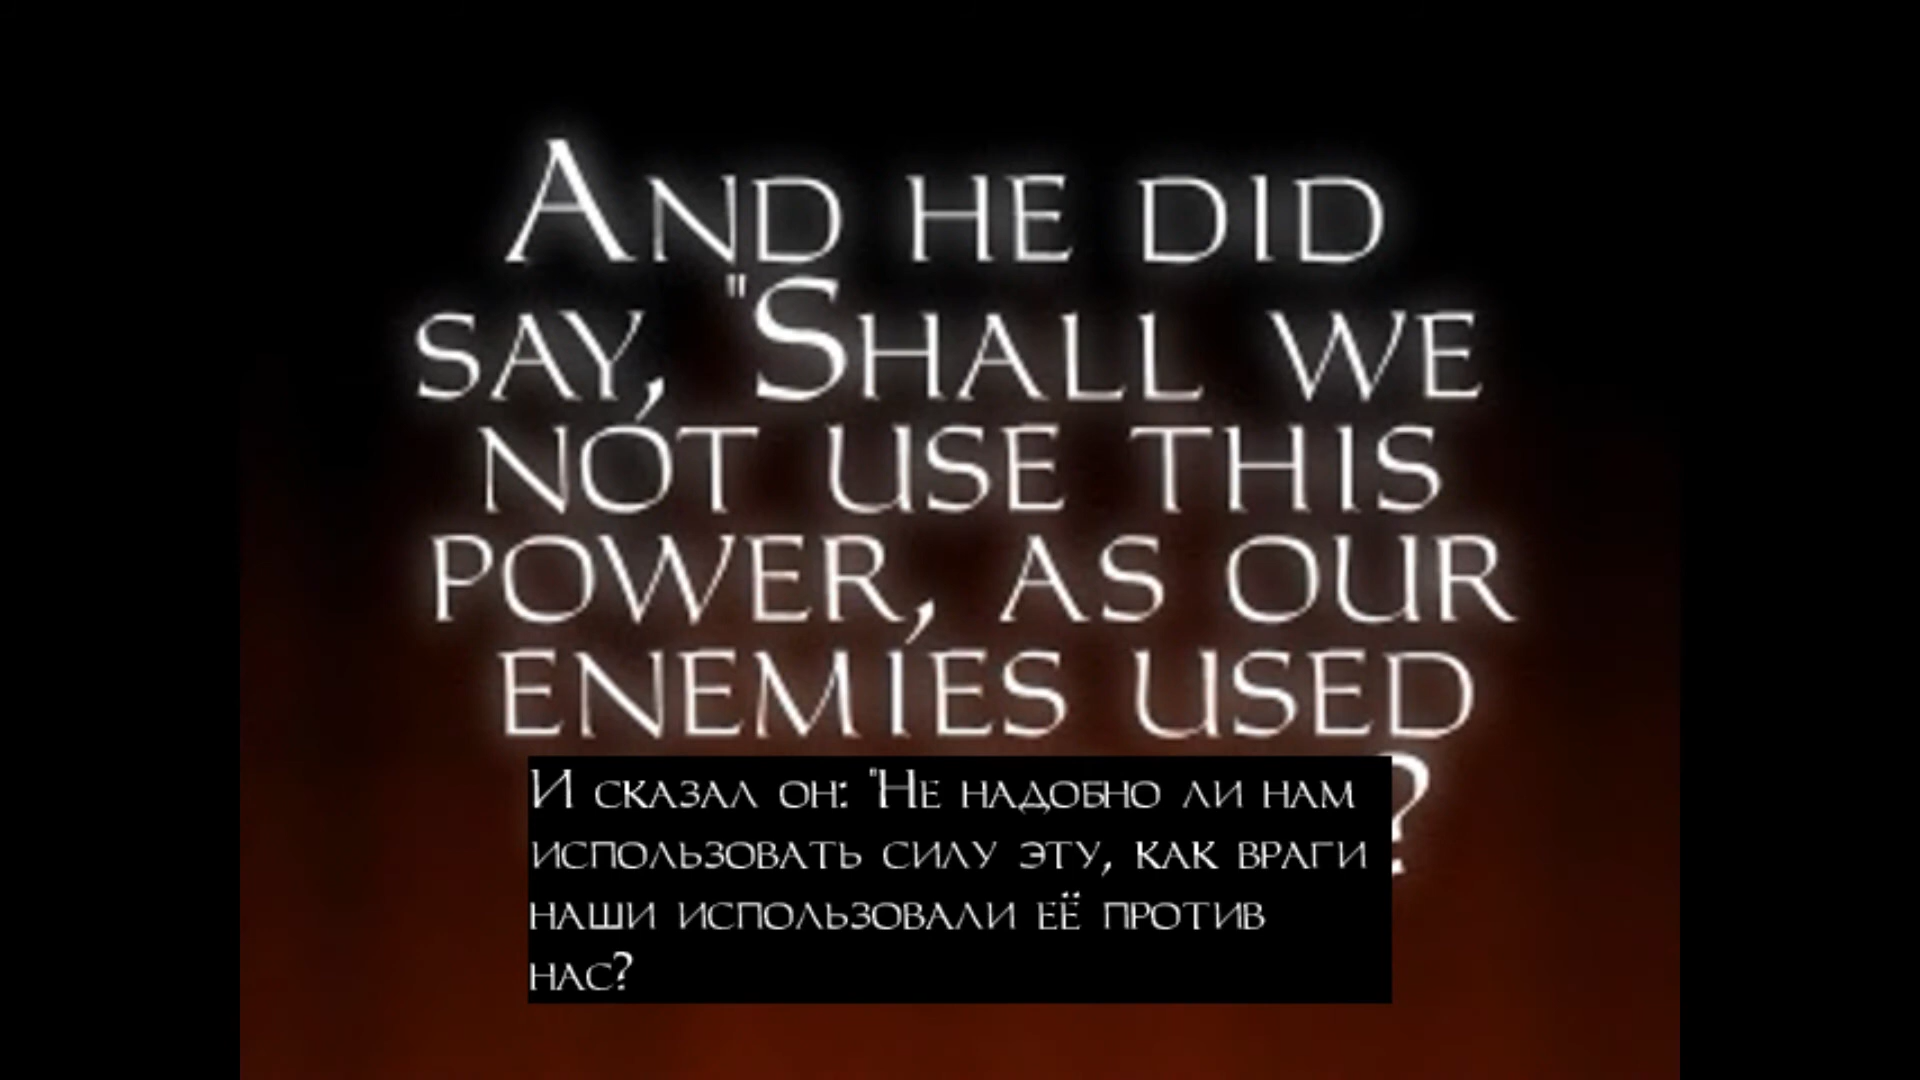 AND HE DID
SAY, "SHALL WE
NOT USE THIS
POWER, AS OUR
ENEMIES USED
?
И СКАЗАЛ ОН: "НЕ НАДОБНО ЛИ НАМ
ИСПОЛЬЗОВАТЬ СИЛУ ЭТУ, КАК ВРАГИ
НАШИ ИСПОЛЬЗОВАЛИ ЕЁ ПРОТИВ
НАС?